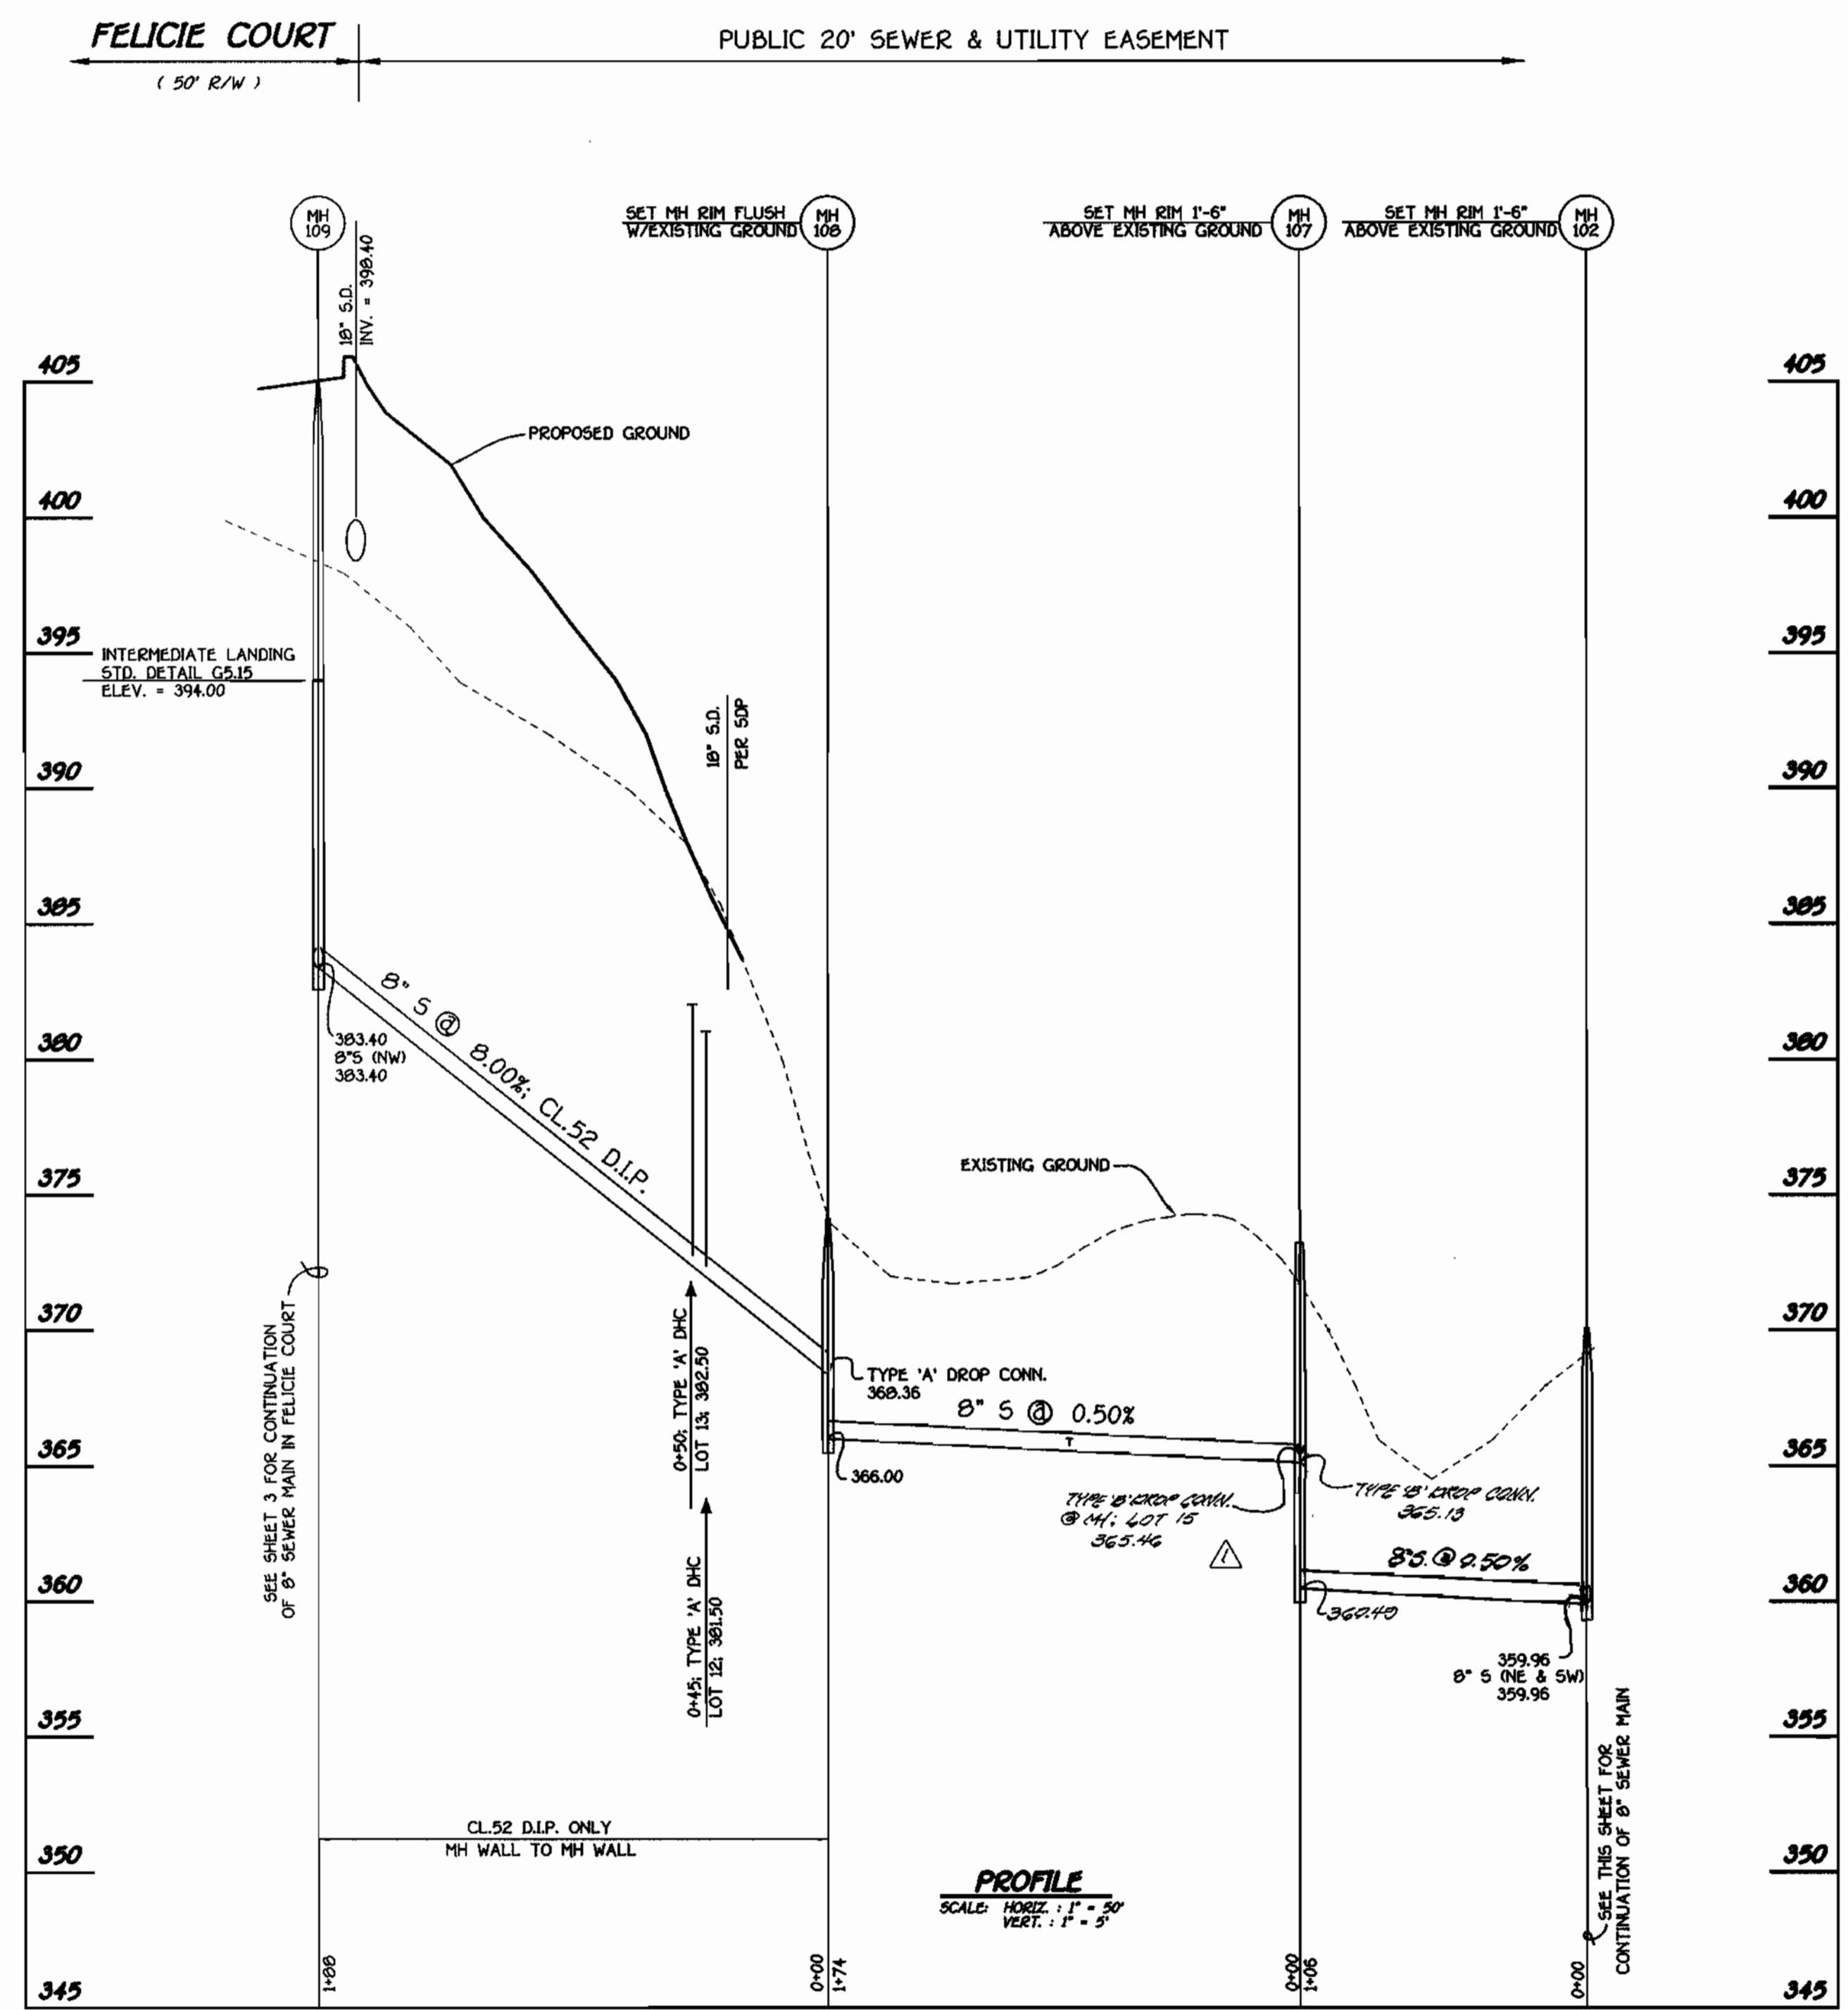 FELICIE COURT
( 50' R/W )
PUBLIC 20' SEWER & UTILITY EASEMENT
MH
109
SET MH RIM FLUSH
W/EXISTING GROUND
MH
108
SET MH RIM 1'-6"
ABOVE EXISTING GROUND
MH
107
SET MH RIM 1'-6"
ABOVE EXISTING GROUND
MH
102
18" S.D.
INV. = 398.40
405
400
395
390
385
380
375
370
365
360
355
350
345
PROPOSED GROUND
INTERMEDIATE LANDING
STD. DETAIL G5.15
ELEV. = 394.00
18" S.D.
PER SDP
383.40
8"S (NW)
383.40
8" S @ 8.00%; CL.52 D.I.P.
EXISTING GROUND
SEE SHEET 3 FOR CONTINUATION
OF 8" SEWER MAIN IN FELICIE COURT
0+50; TYPE 'A' DHC
LOT 13; 382.50
0+45; TYPE 'A' DHC
LOT 12; 381.50
TYPE 'A' DROP CONN.
368.36
8" S @ 0.50%
T
366.00
TYPE 'B' DROP CONN.
@ MH; LOT 15
365.46
1
TYPE 'B' DROP CONN.
365.13
8"S. @ 0.50%
360.49
359.96
8" S (NE & SW)
359.96
CL.52 D.I.P. ONLY
MH WALL TO MH WALL
PROFILE
SCALE: HORIZ. : 1" = 50'
VERT. : 1" = 5'
SEE THIS SHEET FOR
CONTINUATION OF 8" SEWER MAIN
1+88
0+00
1+74
0+00
1+06
0+00
405
400
395
390
385
380
375
370
365
360
355
350
345